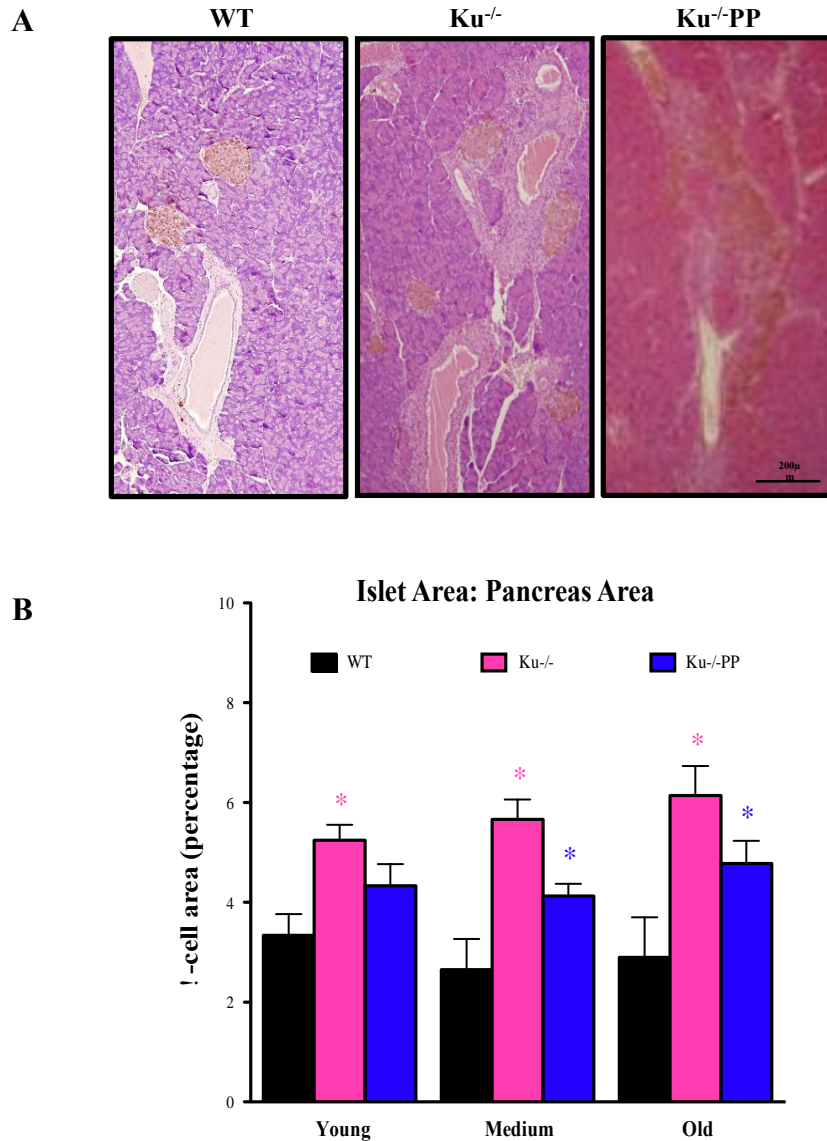 A
WT
Ku-/-
Ku-/-PP
200µ
m
B
Islet Area: Pancreas Area
WT
Ku-/-
Ku-/-PP
! -cell area (percentage)
10
8
6
4
2
0
*
*
*
*
*
Young
Medium
Old